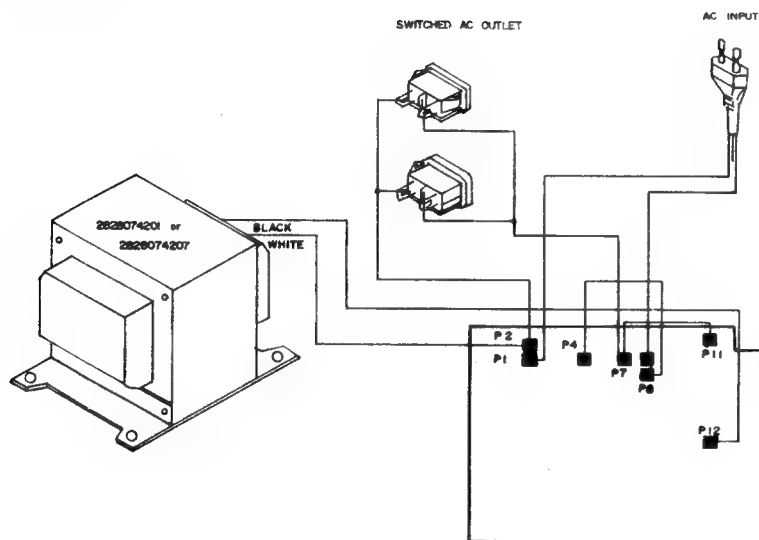 SWITCHED AC OUTLET
AC INPUT
2828074201 or
2828074207
BLACK
WHITE
P2
P1
P4
P7
P8
P11
P12